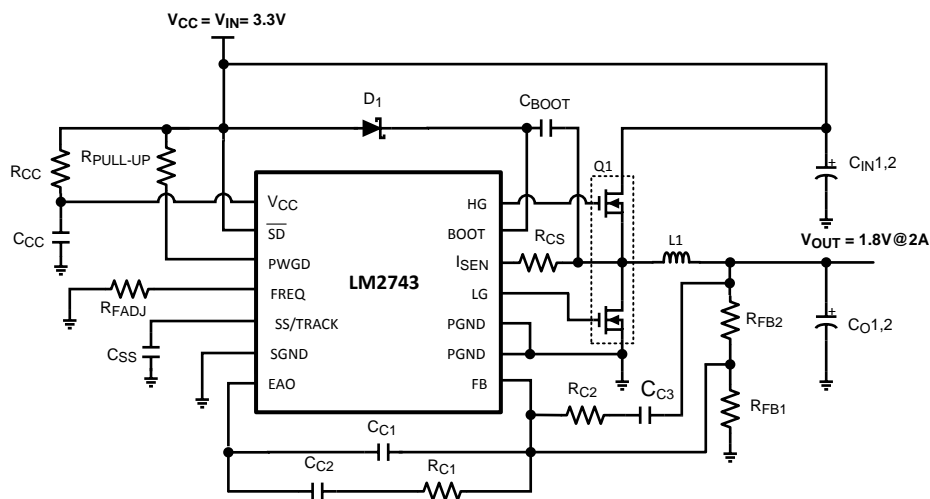 VCC = VIN= 3.3V
D1
CBOOT
RCC
RPULL-UP
Q1
CIN1,2
+
VCC
HG
CCC
SD
BOOT
RCS
L1
VOUT = 1.8V@2A
PWGD
ISEN
LM2743
FREQ
LG
RFADJ
RFB2
CO1,2
+
SS/TRACK
PGND
CSS
SGND
PGND
EAO
FB
RC2
CC3
RFB1
CC1
CC2
RC1